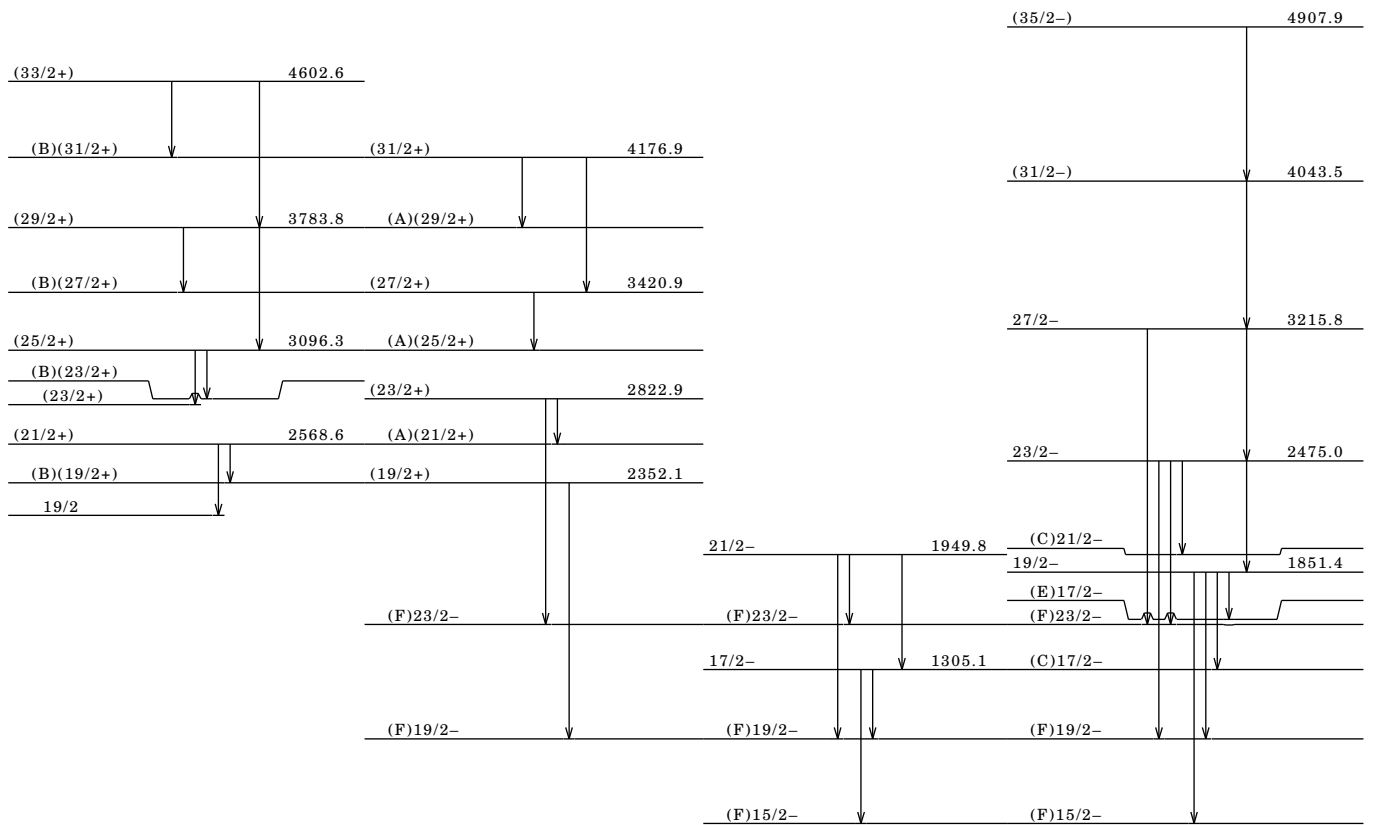 (35/2−) 4907.9
(33/2+) 4602.6
(B)(31/2+) (31/2+) 4176.9
(31/2−) 4043.5
(29/2+) 3783.8 (A)(29/2+)
(B)(27/2+) (27/2+) 3420.9
27/2− 3215.8
(25/2+) 3096.3 (A)(25/2+)
(B)(23/2+)
(23/2+) (23/2+) 2822.9
(21/2+) 2568.6 (A)(21/2+)
23/2− 2475.0
(B)(19/2+) (19/2+) 2352.1
19/2
(C)21/2−
21/2− 1949.8
19/2− 1851.4
(E)17/2−
(F)23/2− (F)23/2− (F)23/2−
17/2− 1305.1 (C)17/2−
(F)19/2− (F)19/2− (F)19/2−
(F)15/2− (F)15/2−